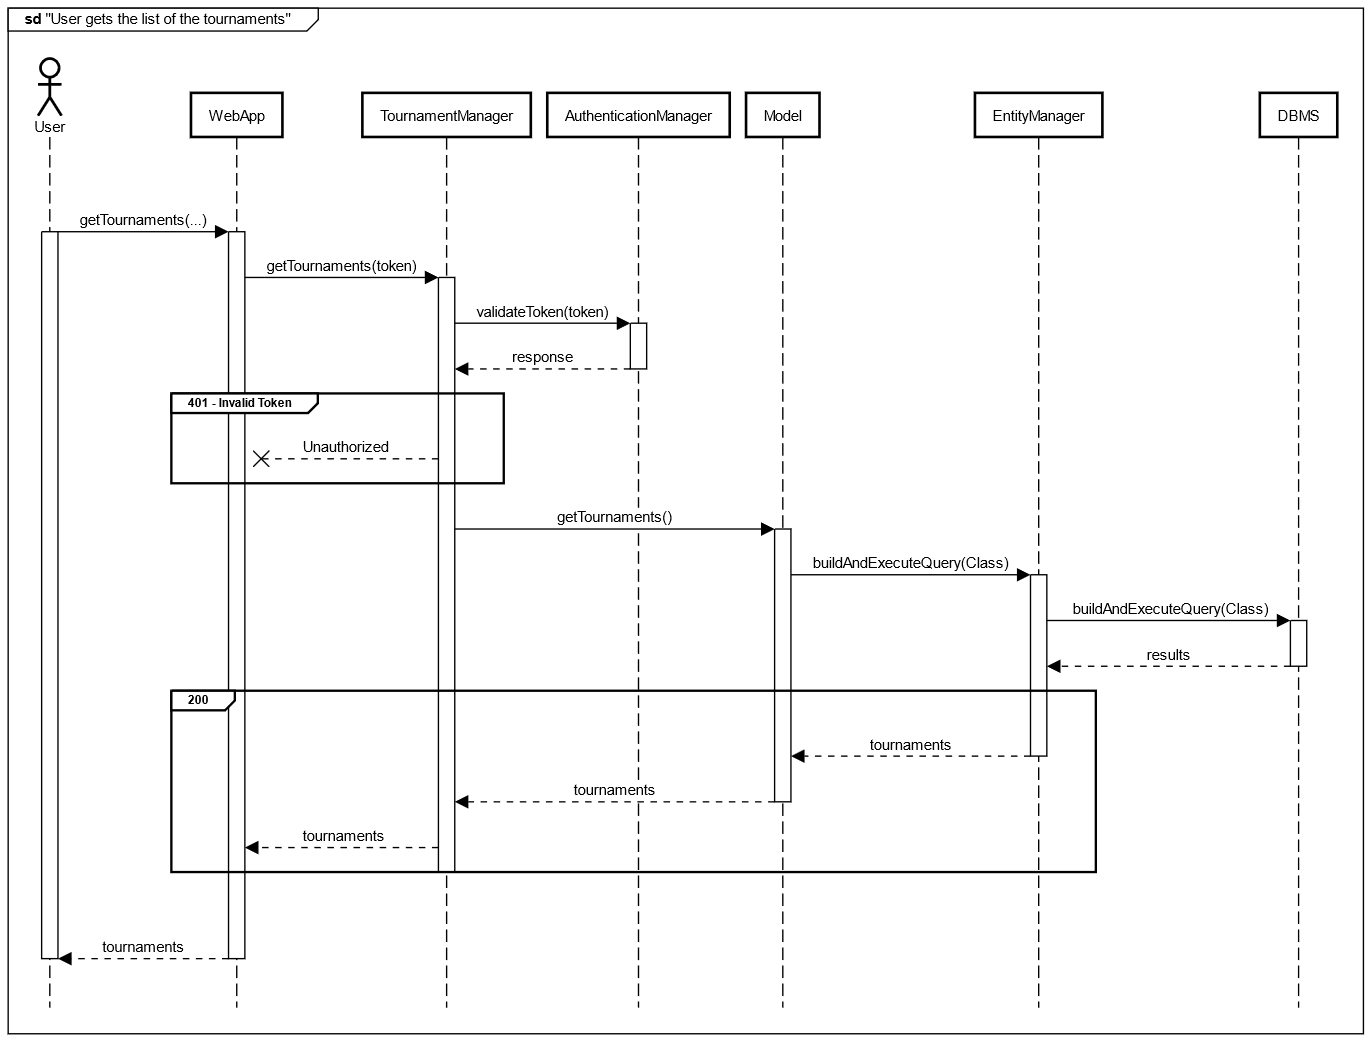 sd "User gets the list of the tournaments"
User
WebApp
TournamentManager
AuthenticationManager
Model
EntityManager
DBMS
getTournaments(...)
getTournaments(token)
validateToken(token)
response
401 - Invalid Token
Unauthorized
getTournaments()
buildAndExecuteQuery(Class)
buildAndExecuteQuery(Class)
results
200
tournaments
tournaments
tournaments
tournaments